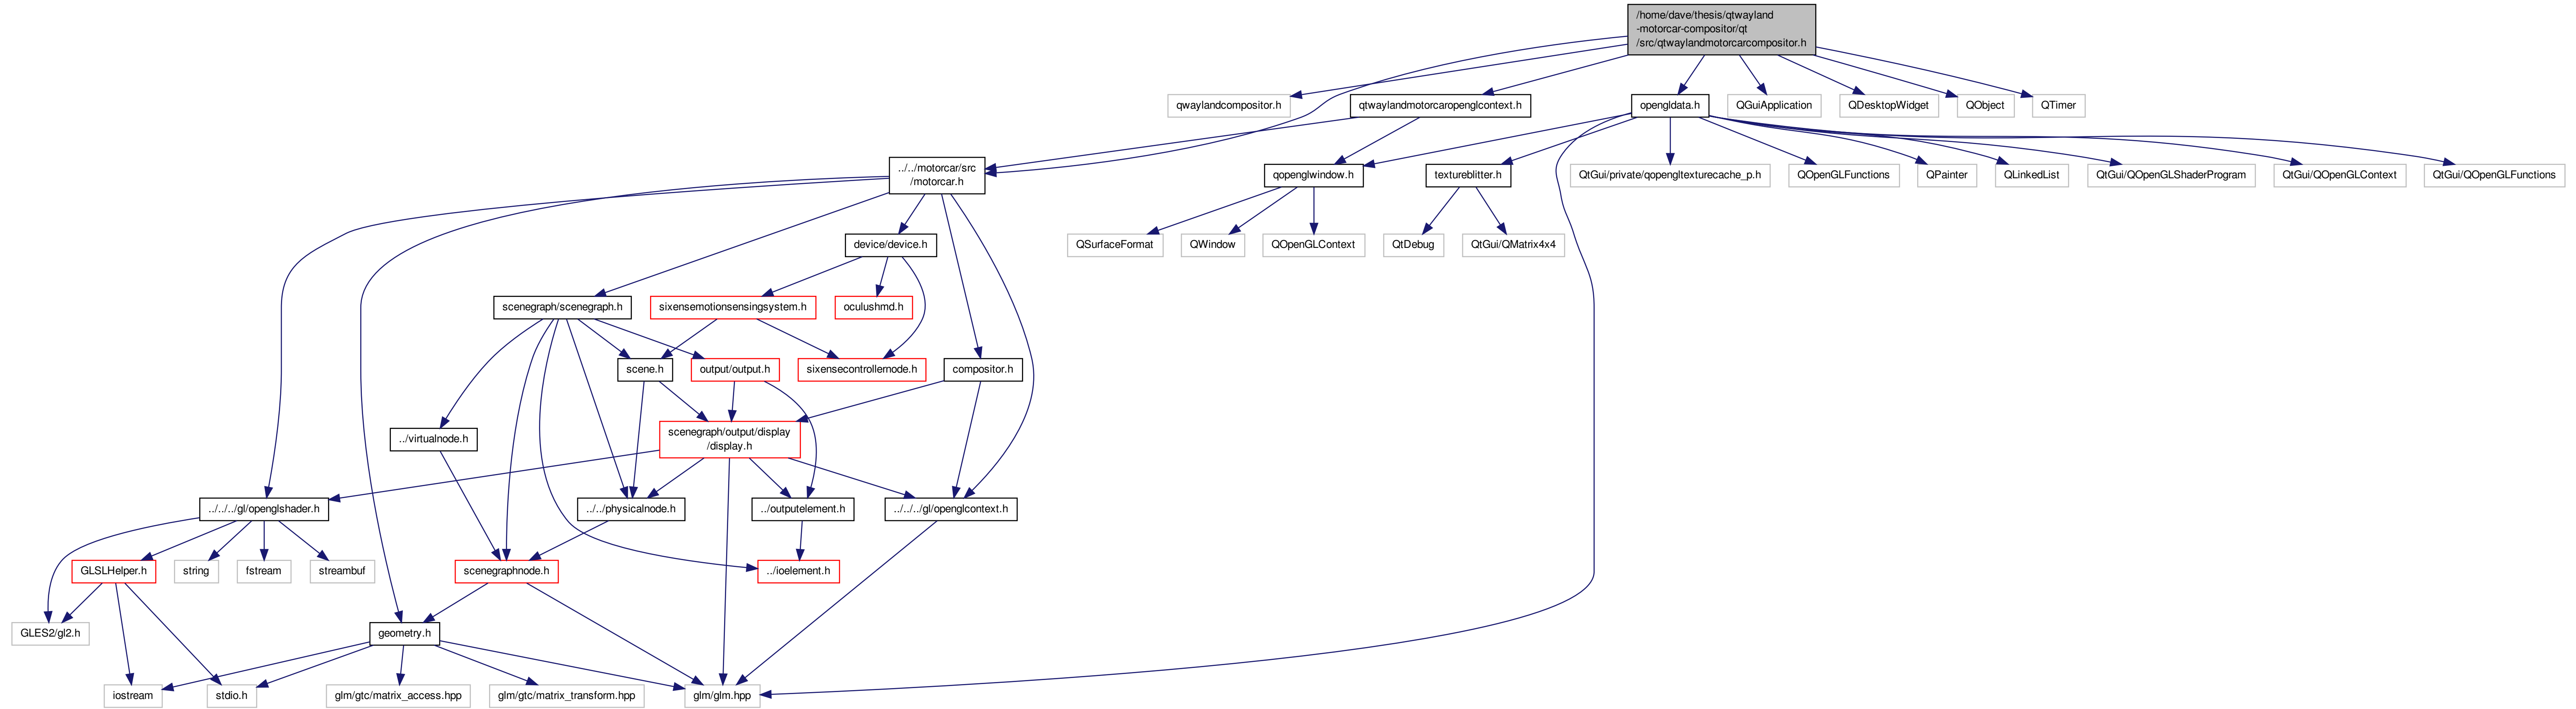 /home/dave/thesis/qtwayland
-motorcar-compositor/qt
/src/qtwaylandmotorcarcompositor.h
qwaylandcompositor.h
qtwaylandmotorcaropenglcontext.h
opengldata.h
QGuiApplication
QDesktopWidget
QObject
QTimer
../../motorcar/src
/motorcar.h
qopenglwindow.h
textureblitter.h
QtGui/private/qopengltexturecache_p.h
QOpenGLFunctions
QPainter
QLinkedList
QtGui/QOpenGLShaderProgram
QtGui/QOpenGLContext
QtGui/QOpenGLFunctions
device/device.h
QSurfaceFormat
QWindow
QOpenGLContext
QtDebug
QtGui/QMatrix4x4
scenegraph/scenegraph.h
sixensemotionsensingsystem.h
oculushmd.h
scene.h
output/output.h
sixensecontrollernode.h
compositor.h
../virtualnode.h
scenegraph/output/display
/display.h
../../../gl/openglshader.h
../../physicalnode.h
../outputelement.h
../../../gl/openglcontext.h
GLSLHelper.h
string
fstream
streambuf
scenegraphnode.h
../ioelement.h
GLES2/gl2.h
geometry.h
iostream
stdio.h
glm/gtc/matrix_access.hpp
glm/gtc/matrix_transform.hpp
glm/glm.hpp